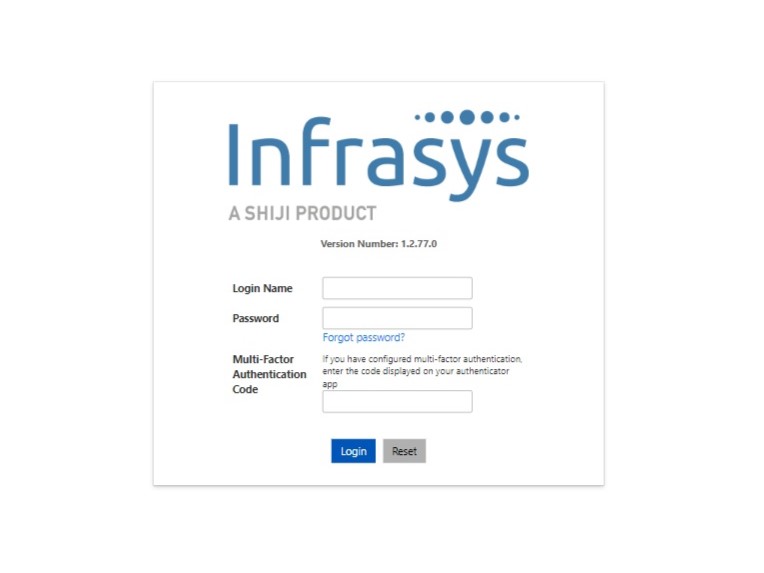 Infrasys
A SHIJI PRODUCT
Version Number: 1.2.77.0
Login Name
Password
Forgot password?
Multi-Factor
Authentication
Code
If you have configured multi-factor authentication,
enter the code displayed on your authenticator
app
Login Reset